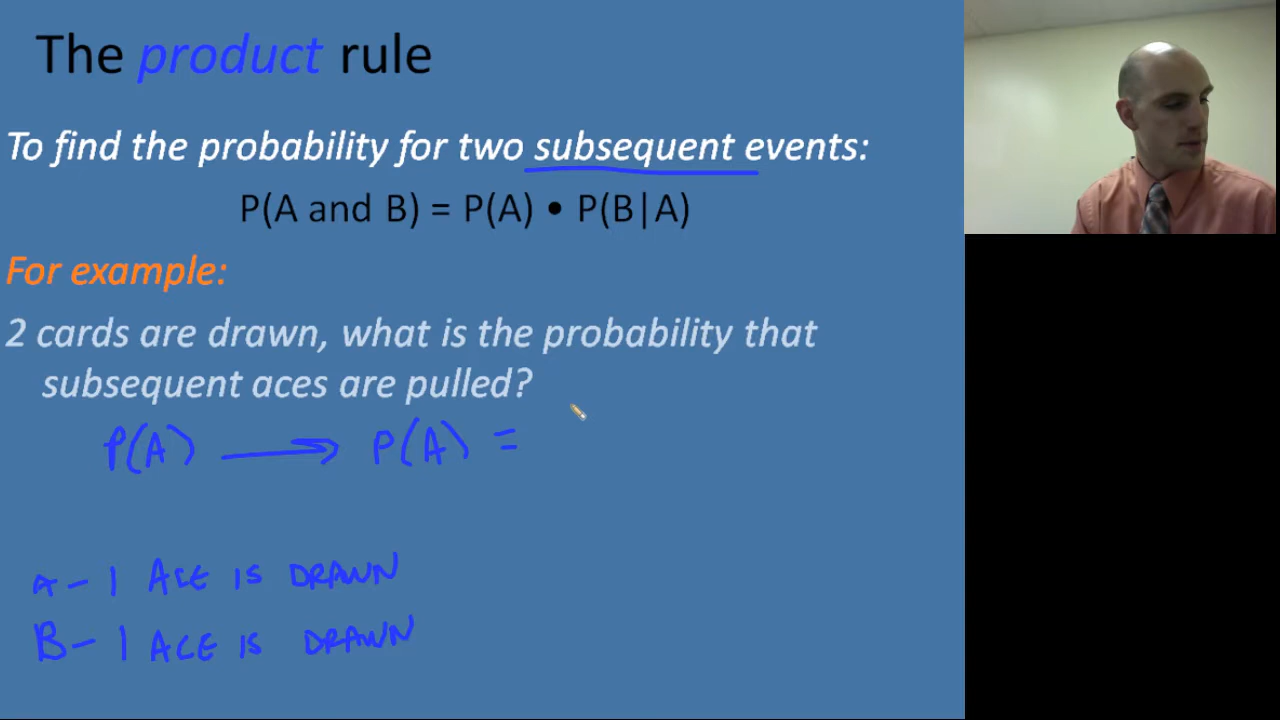 The product rule
To find the probability for two subsequent events:
P(A and B) = P(A) • P(B|A)
For example:
2 cards are drawn, what is the probability that
subsequent aces are pulled?
P(A) → P(A) =
A – 1 ACE IS DRAWN
B – 1 ACE IS DRAWN